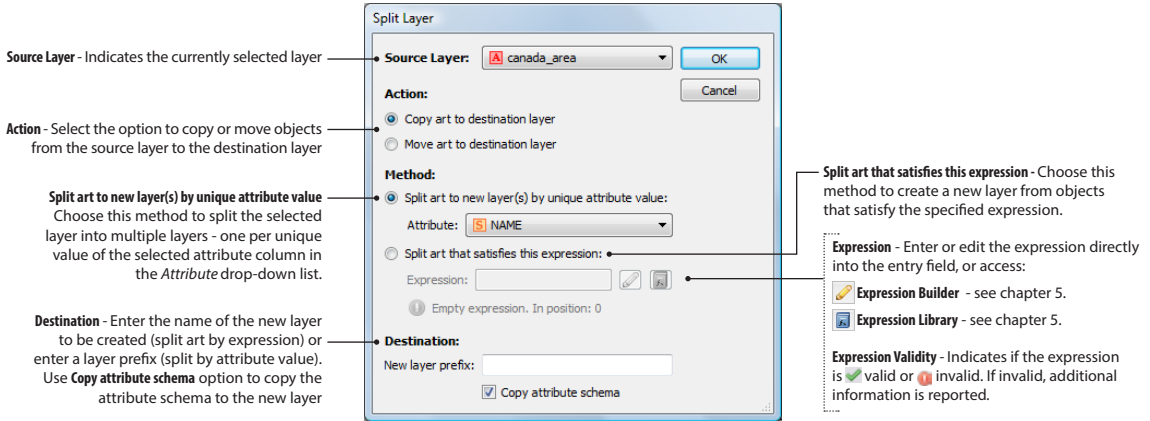 Split Layer
Source Layer: A canada_area
OK
Cancel
Action:
Copy art to destination layer
Move art to destination layer
Method:
Split art to new layer(s) by unique attribute value:
Attribute: S NAME
Split art that satisfies this expression:
Expression:
Empty expression. In position: 0
Destination:
New layer prefix:
Copy attribute schema
Source Layer - Indicates the currently selected layer
Action - Select the option to copy or move objects
from the source layer to the destination layer
Split art to new layer(s) by unique attribute value
Choose this method to split the selected
layer into multiple layers - one per unique
value of the selected attribute column in
the Attribute drop-down list.
Destination - Enter the name of the new layer
to be created (split art by expression) or
enter a layer prefix (split by attribute value).
Use Copy attribute schema option to copy the
attribute schema to the new layer
Split art that satisfies this expression - Choose this
method to create a new layer from objects
that satisfy the specified expression.
Expression - Enter or edit the expression directly
into the entry field, or access:
Expression Builder - see chapter 5.
Expression Library - see chapter 5.
Expression Validity - Indicates if the expression
is valid or invalid. If invalid, additional
information is reported.